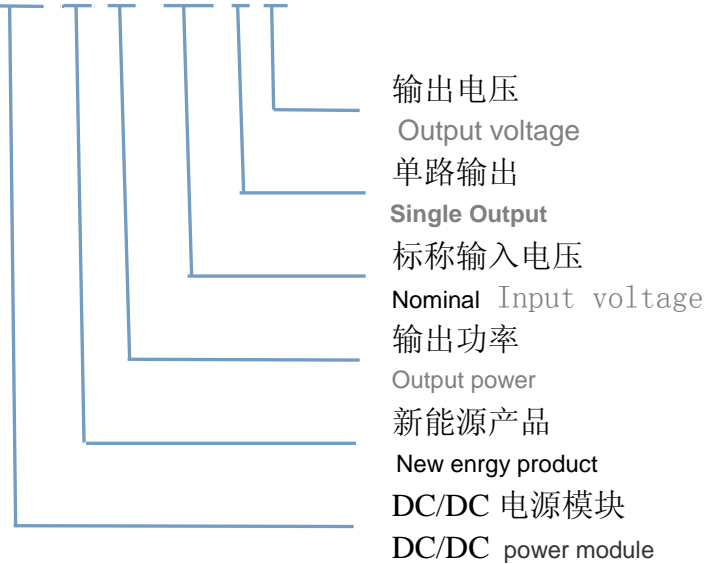 输出电压
Output voltage
单路输出
Single Output
标称输入电压
Nominal Input voltage
输出功率
Output power
新能源产品
New enrgy product
DC/DC 电源模块
DC/DC power module